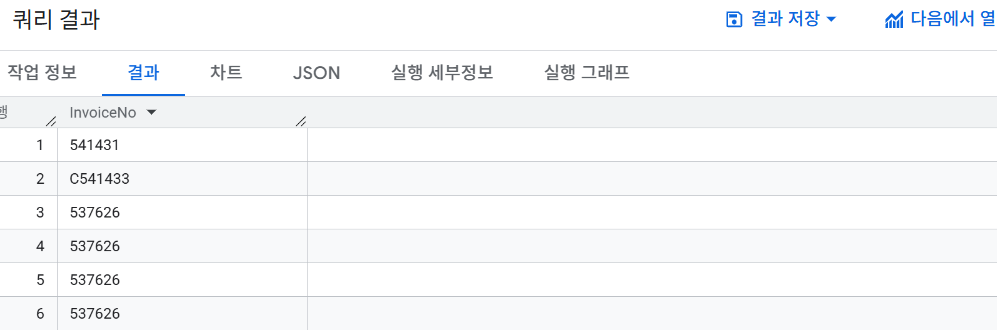 쿼리 결과
결과 저장
다음에서 열
작업 정보 결과 차트 JSON 실행 세부정보 실행 그래프
행 InvoiceNo
1 541431
2 C541433
3 537626
4 537626
5 537626
6 537626